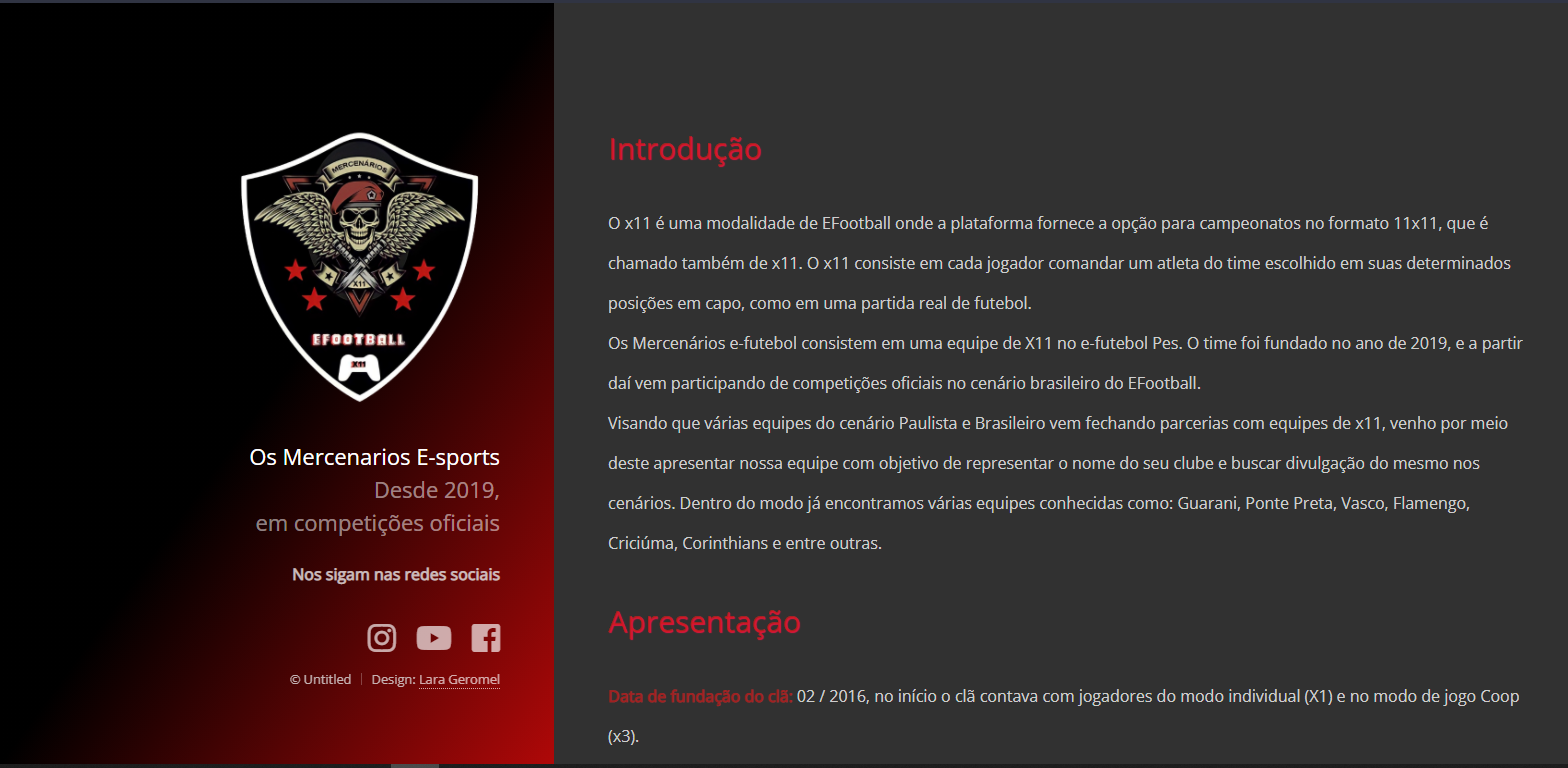 MERCENÁRIOS
X11
EFOOTBALL
X11
Os Mercenarios E-sports
Desde 2019,
em competições oficiais
Nos sigam nas redes sociais
© Untitled
Design: Lara Geromel
Introdução
O x11 é uma modalidade de EFootball onde a plataforma fornece a opção para campeonatos no formato 11x11, que é
chamado também de x11. O x11 consiste em cada jogador comandar um atleta do time escolhido em suas determinados
posições em capo, como em uma partida real de futebol.
Os Mercenários e-futebol consistem em uma equipe de X11 no e-futebol Pes. O time foi fundado no ano de 2019, e a partir
daí vem participando de competições oficiais no cenário brasileiro do EFootball.
Visando que várias equipes do cenário Paulista e Brasileiro vem fechando parcerias com equipes de x11, venho por meio
deste apresentar nossa equipe com objetivo de representar o nome do seu clube e buscar divulgação do mesmo nos
cenários. Dentro do modo já encontramos várias equipes conhecidas como: Guarani, Ponte Preta, Vasco, Flamengo,
Criciúma, Corinthians e entre outras.
Apresentação
Data de fundação do clã: 02 / 2016, no início o clã contava com jogadores do modo individual (X1) e no modo de jogo Coop
(x3).